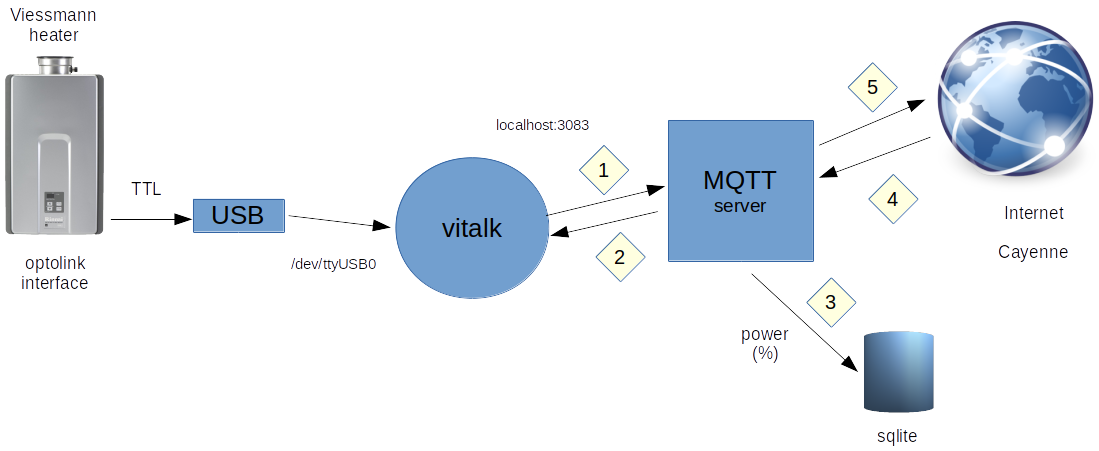 Viessmann
heater
optolink
interface
TTL
USB
/dev/ttyUSB0
vitalk
localhost:3083
1
2
MQTT
server
3
power
(%)
sqlite
5
4
Internet
Cayenne